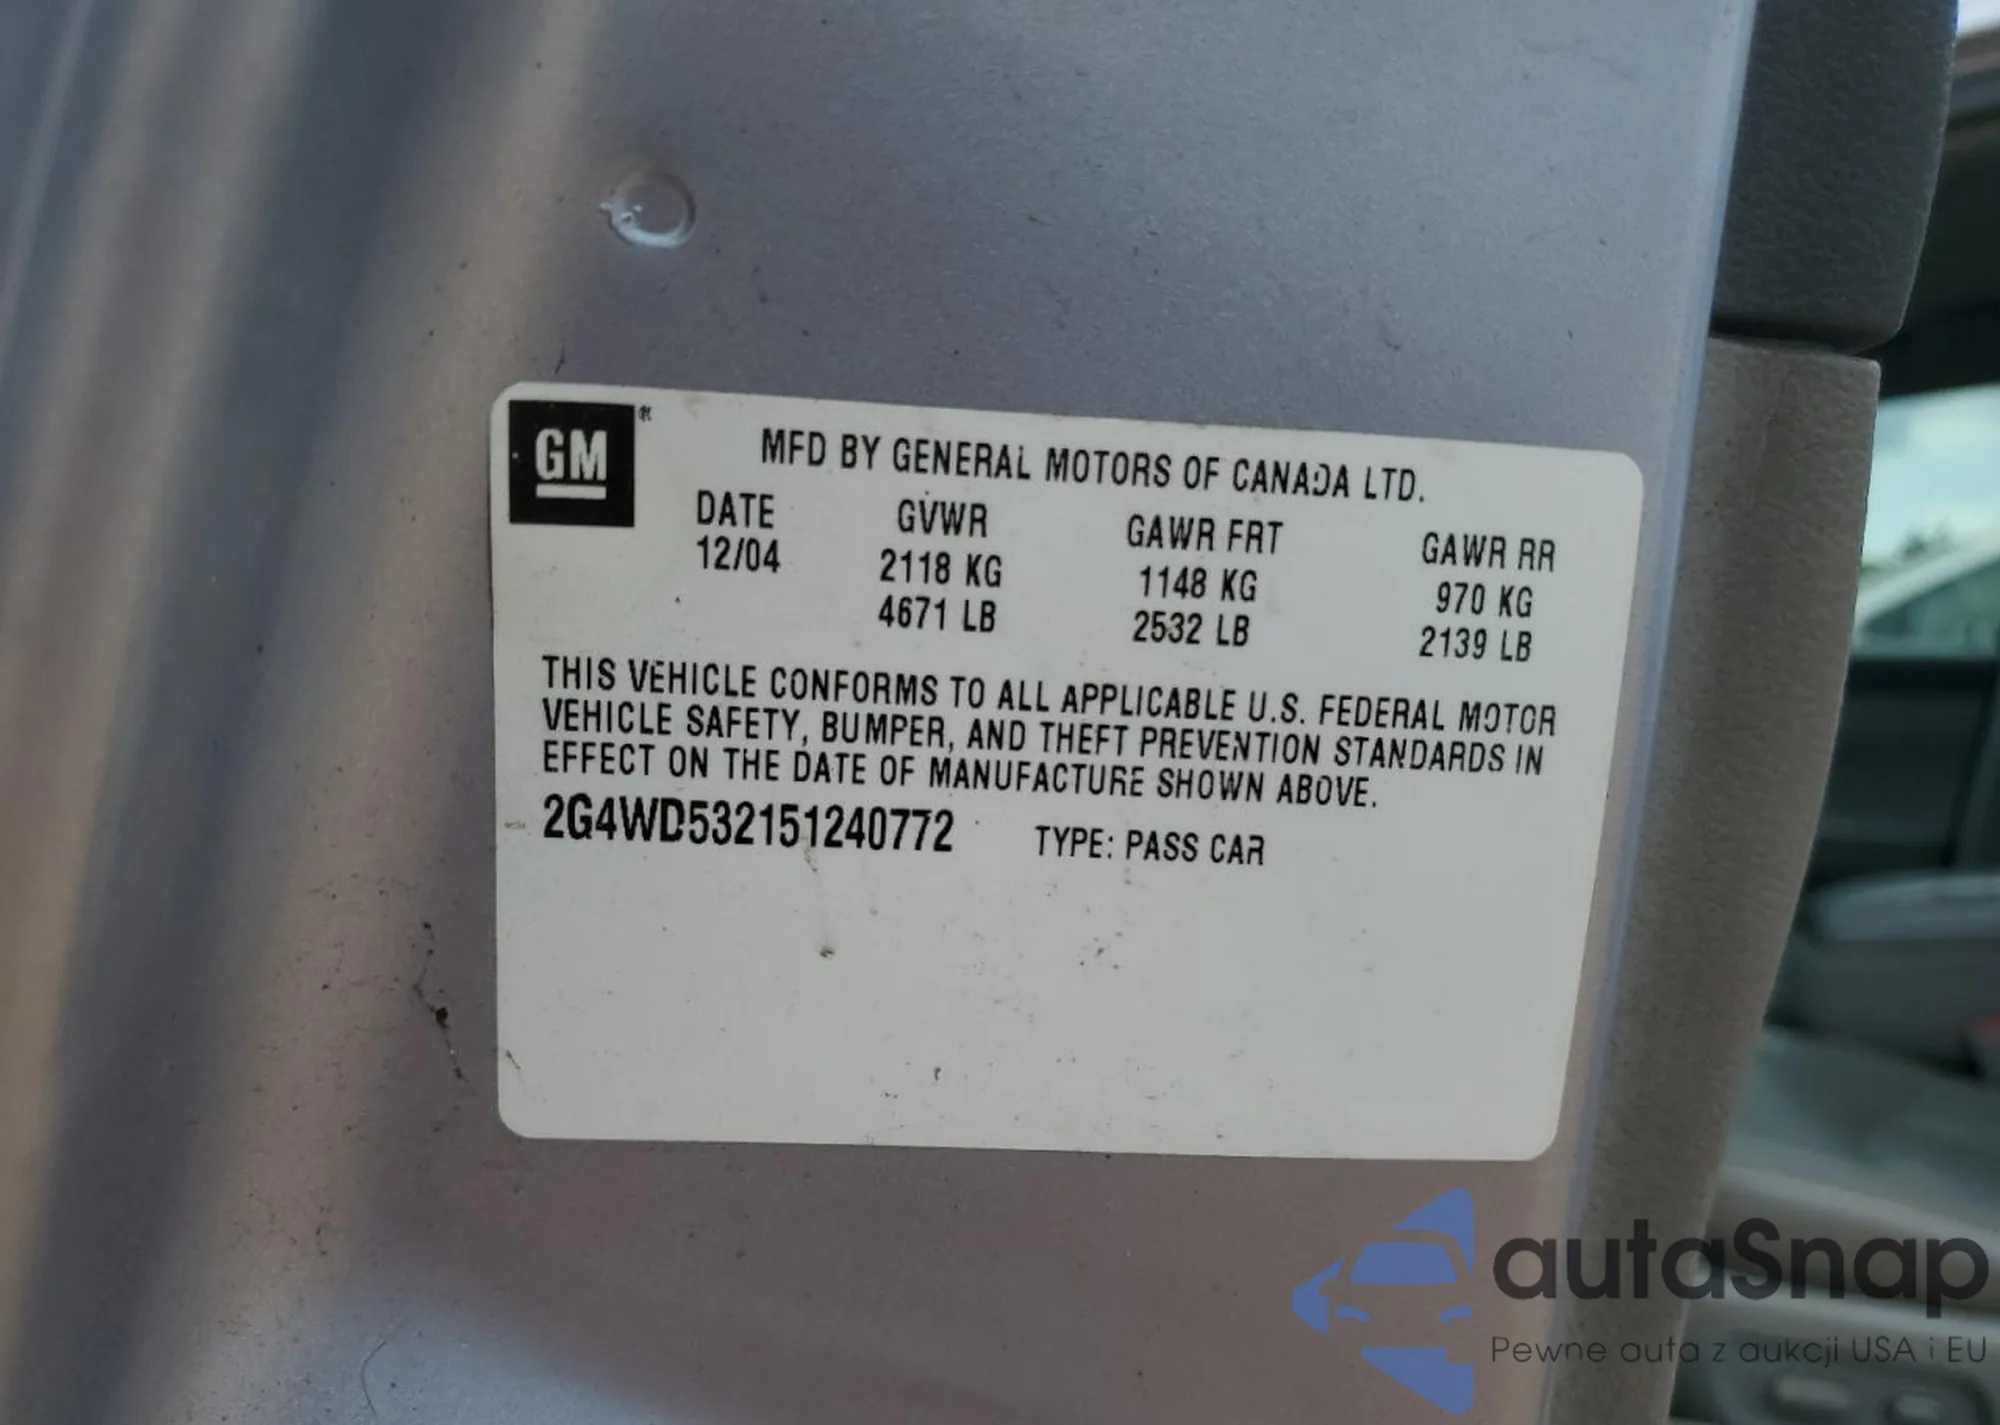 GM ®
MFD BY GENERAL MOTORS OF CANADA LTD.
DATE GVWR GAWR FRT GAWR RR
12/04 2118 KG 1148 KG 970 KG
4671 LB 2532 LB 2139 LB
THIS VEHICLE CONFORMS TO ALL APPLICABLE U.S. FEDERAL MOTOR
VEHICLE SAFETY, BUMPER, AND THEFT PREVENTION STANDARDS IN
EFFECT ON THE DATE OF MANUFACTURE SHOWN ABOVE.
2G4WD532151240772 TYPE: PASS CAR
autaSnap
Pewne auta z aukcji USA i EU